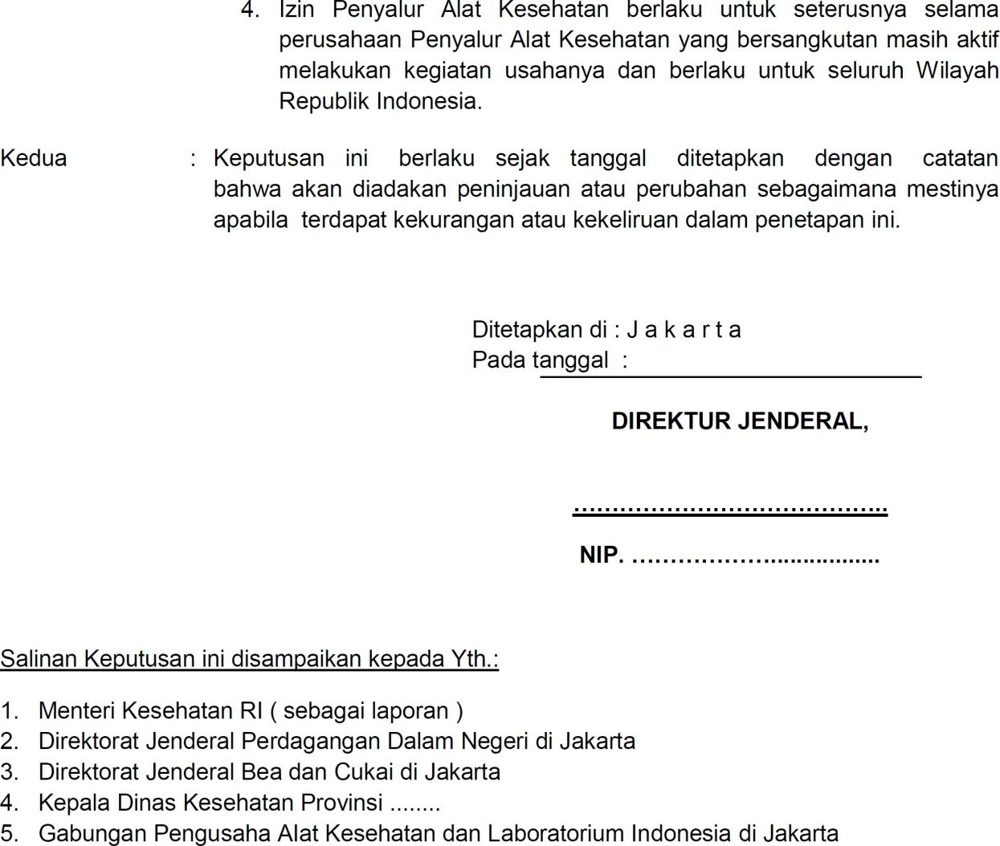 4. Izin Penyalur Alat Kesehatan berlaku untuk seterusnya selama
perusahaan Penyalur Alat Kesehatan yang bersangkutan masih aktif
melakukan kegiatan usahanya dan berlaku untuk seluruh Wilayah
Republik Indonesia.
Kedua : Keputusan ini berlaku sejak tanggal ditetapkan dengan catatan
bahwa akan diadakan peninjauan atau perubahan sebagaimana mestinya
apabila terdapat kekurangan atau kekeliruan dalam penetapan ini.
Ditetapkan di : J a k a r t a
Pada tanggal :
DIREKTUR JENDERAL,
............................................
NIP. ......................................
Salinan Keputusan ini disampaikan kepada Yth.:
1. Menteri Kesehatan RI ( sebagai laporan )
2. Direktorat Jenderal Perdagangan Dalam Negeri di Jakarta
3. Direktorat Jenderal Bea dan Cukai di Jakarta
4. Kepala Dinas Kesehatan Provinsi ........
5. Gabungan Pengusaha Alat Kesehatan dan Laboratorium Indonesia di Jakarta